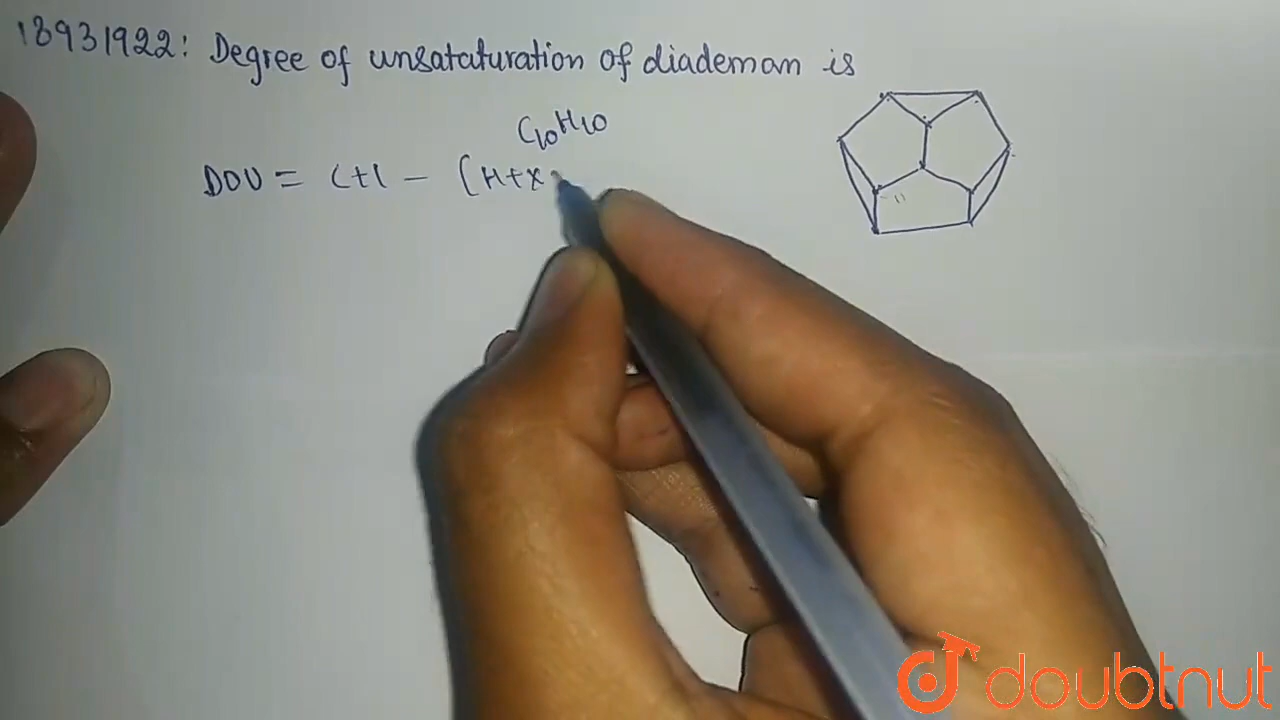 18931922: Degree of unsataturation of diademan is
C10H10
DOU = C+1 - (H+X
doubtnut